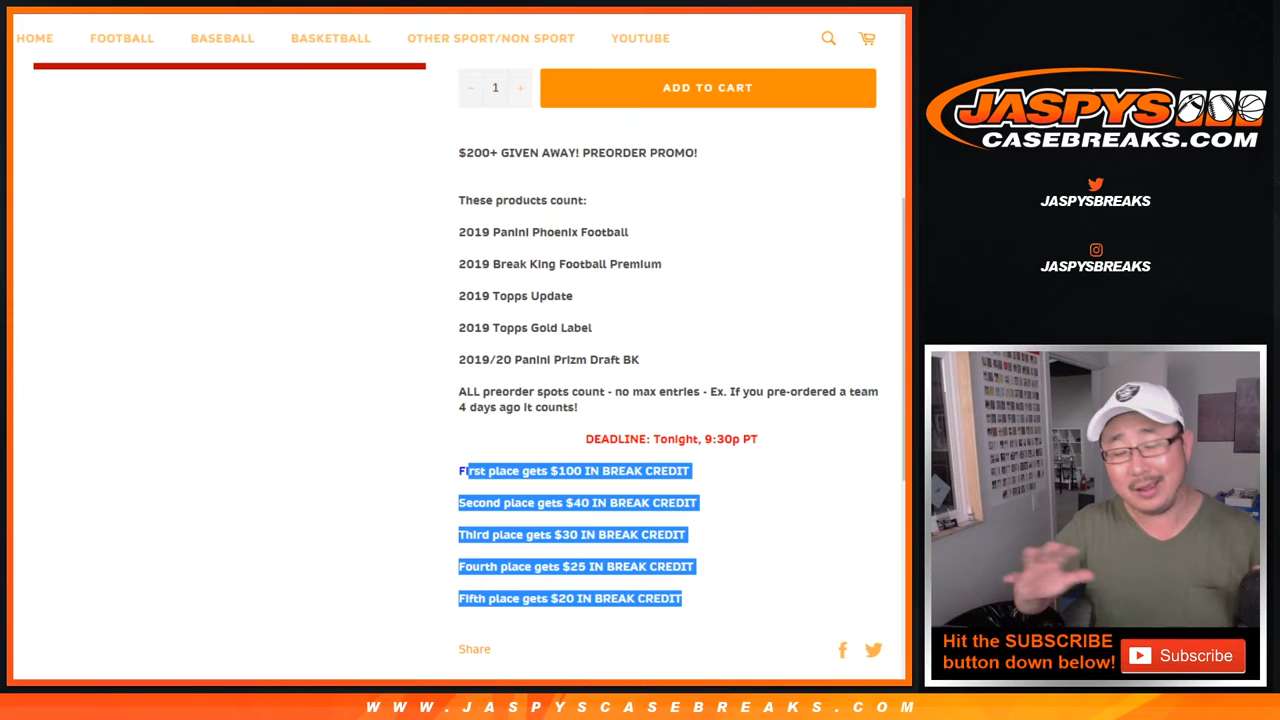 HOME FOOTBALL BASEBALL BASKETBALL OTHER SPORT/NON SPORT YOUTUBE
− 1 + ADD TO CART
$200+ GIVEN AWAY! PREORDER PROMO!
These products count:
2019 Panini Phoenix Football
2019 Break King Football Premium
2019 Topps Update
2019 Topps Gold Label
2019/20 Panini Prizm Draft BK
ALL preorder spots count - no max entries - Ex. If you pre-ordered a team
4 days ago it counts!
DEADLINE: Tonight, 9:30p PT
First place gets $100 IN BREAK CREDIT
Second place gets $40 IN BREAK CREDIT
Third place gets $30 IN BREAK CREDIT
Fourth place gets $25 IN BREAK CREDIT
Fifth place gets $20 IN BREAK CREDIT
Share
JASPYS
CASEBREAKS.COM
JASPYSBREAKS
JASPYSBREAKS
Hit the SUBSCRIBE
button down below!
Subscribe
WWW.JASPYSCASEBREAKS.COM